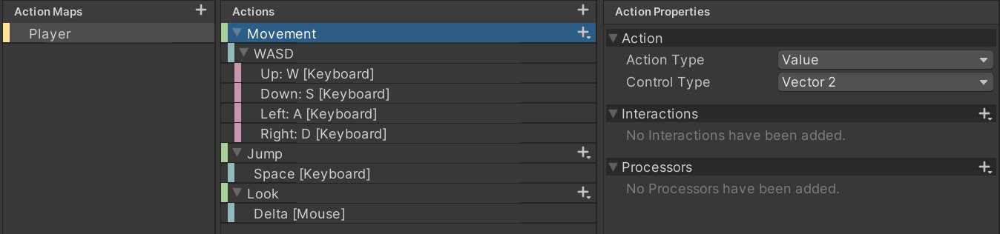 Action Maps
Player
Actions
Movement
WASD
Up: W [Keyboard]
Down: S [Keyboard]
Left: A [Keyboard]
Right: D [Keyboard]
Jump
Space [Keyboard]
Look
Delta [Mouse]
Action Properties
Action
Action Type Value
Control Type Vector 2
Interactions
No Interactions have been added.
Processors
No Processors have been added.